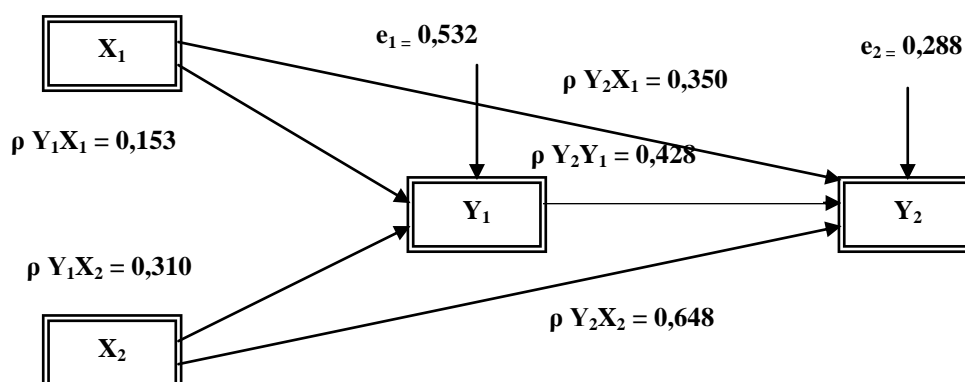 X₁
e₁ = 0,532
e₂ = 0,288
ρ Y₂X₁ = 0,350
ρ Y₁X₁ = 0,153
ρ Y₂Y₁ = 0,428
Y₁
Y₂
ρ Y₁X₂ = 0,310
ρ Y₂X₂ = 0,648
X₂